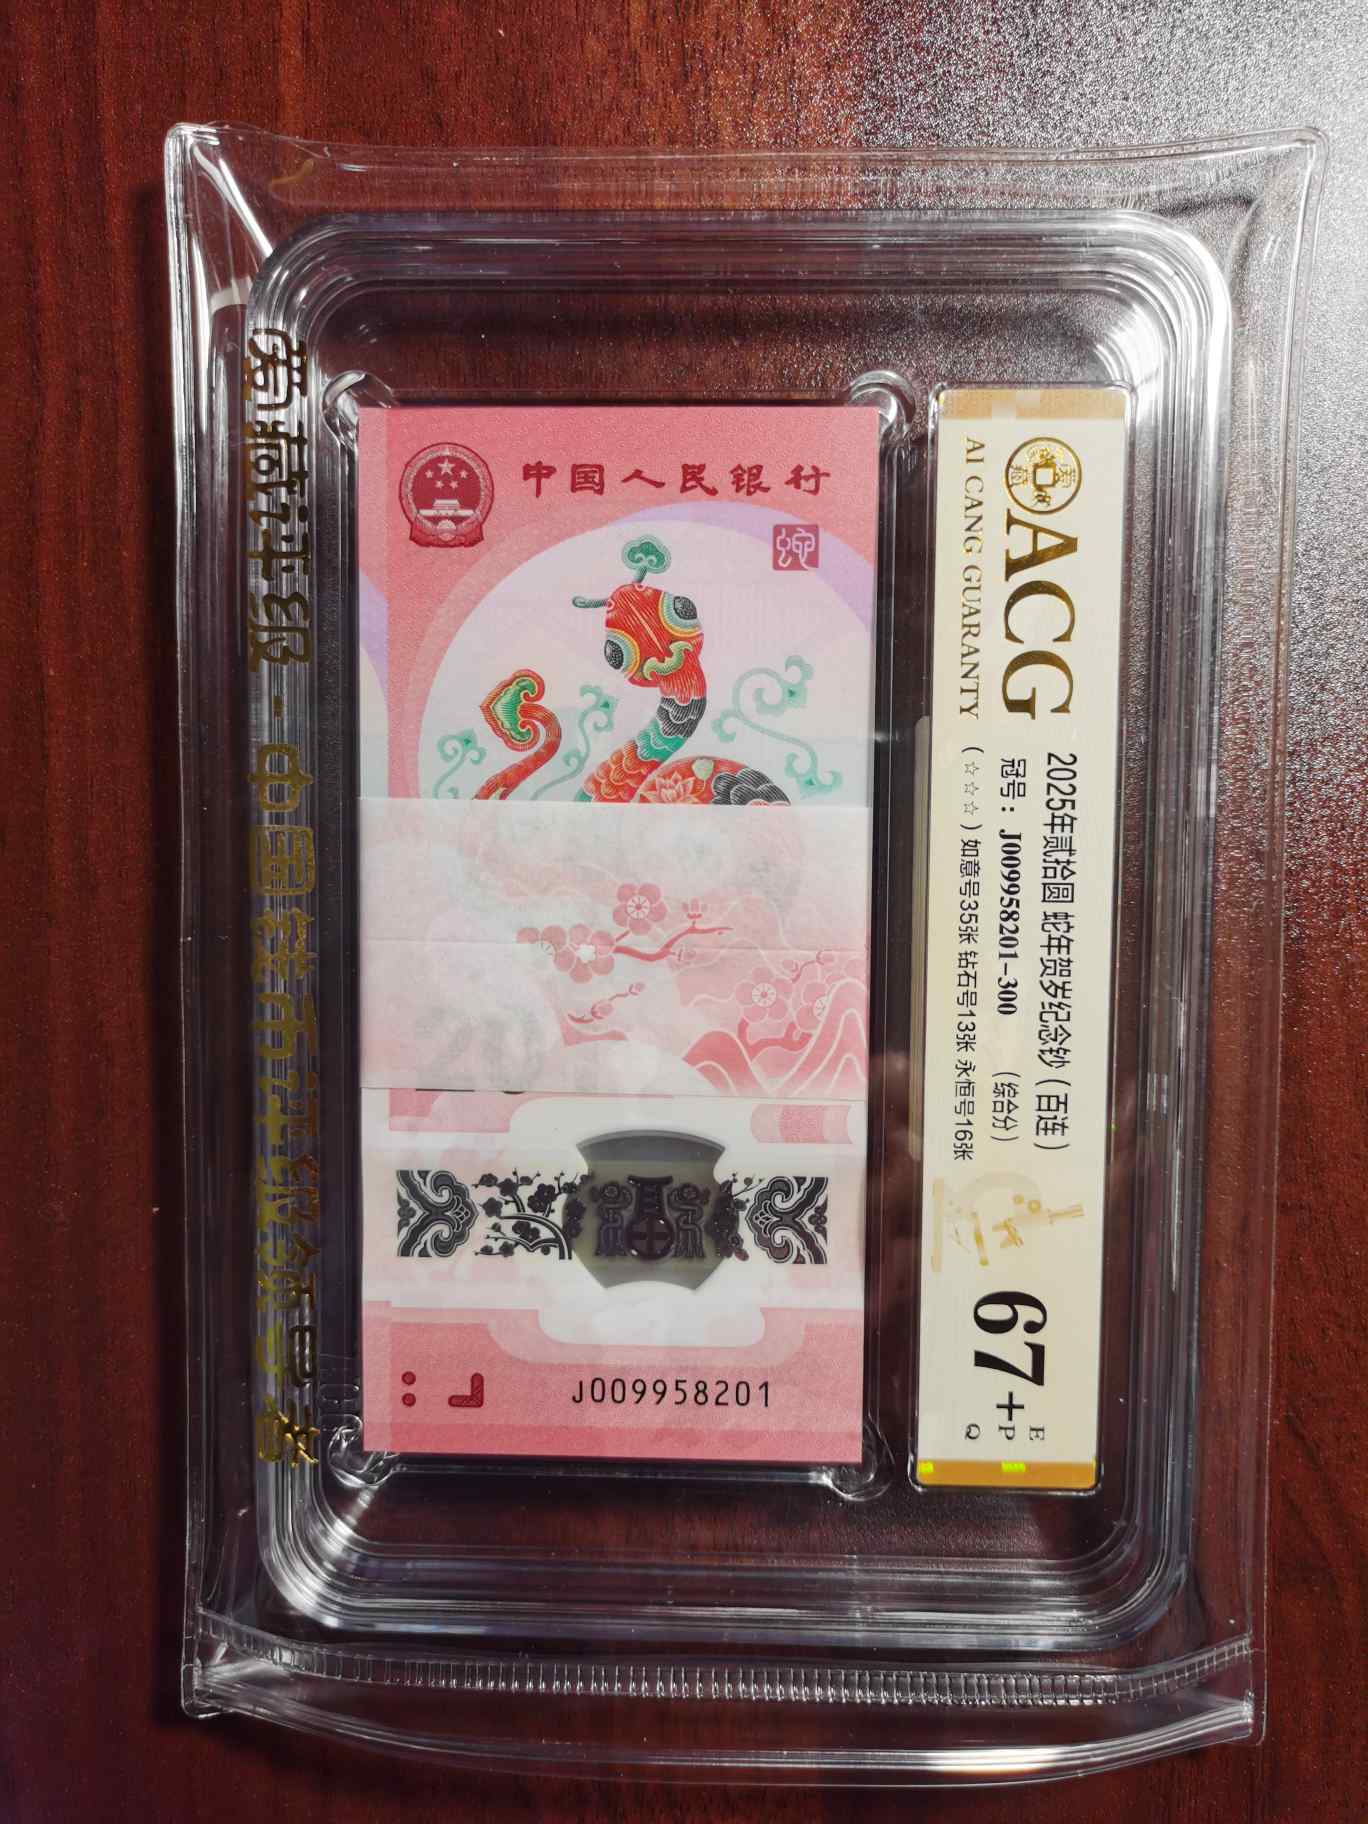 爱藏评级-中国钱币评级领导者
中国人民银行
蛇
J009958201
ACG
AI CANG GUARANTY
2025年贰拾圆 蛇年贺岁纪念钞（百连）
冠号：J009958201-300 （综合分）
（☆☆☆）如意号35张 钻石号13张 永恒号16张
67+
E
P
Q